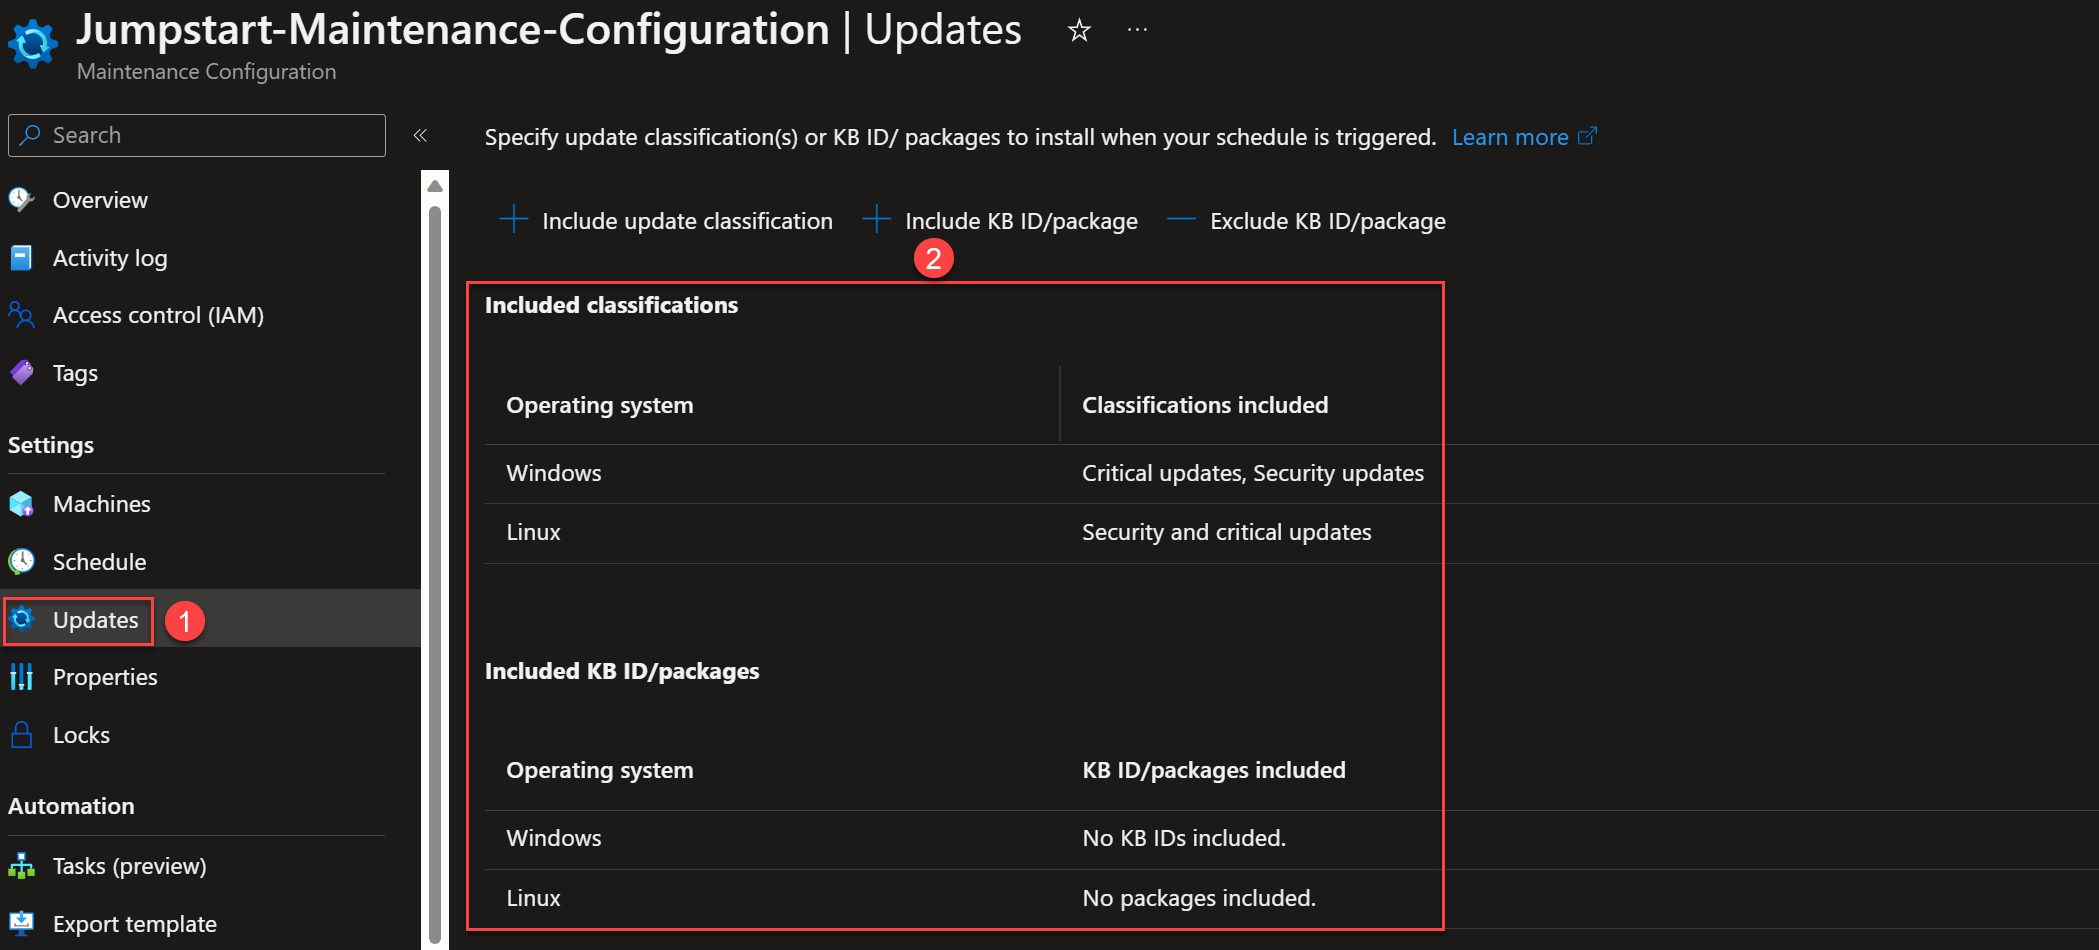 Jumpstart-Maintenance-Configuration | Updates
Maintenance Configuration
Search
Overview
Activity log
Access control (IAM)
Tags
Settings
Machines
Schedule
Updates
1
Properties
Locks
Automation
Tasks (preview)
Export template
Specify update classification(s) or KB ID/ packages to install when your schedule is triggered. Learn more
Include update classification Include KB ID/package Exclude KB ID/package
2
Included classifications
Operating system Classifications included
Windows Critical updates, Security updates
Linux Security and critical updates
Included KB ID/packages
Operating system KB ID/packages included
Windows No KB IDs included.
Linux No packages included.